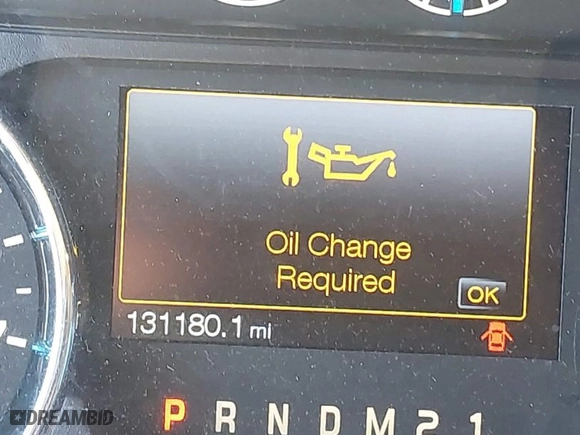 Oil Change
Required
OK
131180.1 mi
P R N D M 2 1
DREAMBID